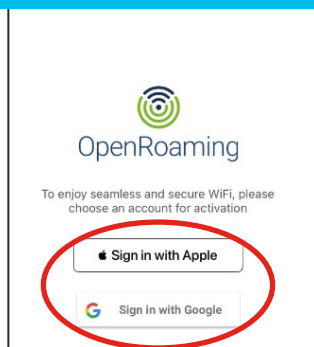 OpenRoaming
To enjoy seamless and secure WiFi, please
choose an account for activation
Sign in with Apple
Sign in with Google